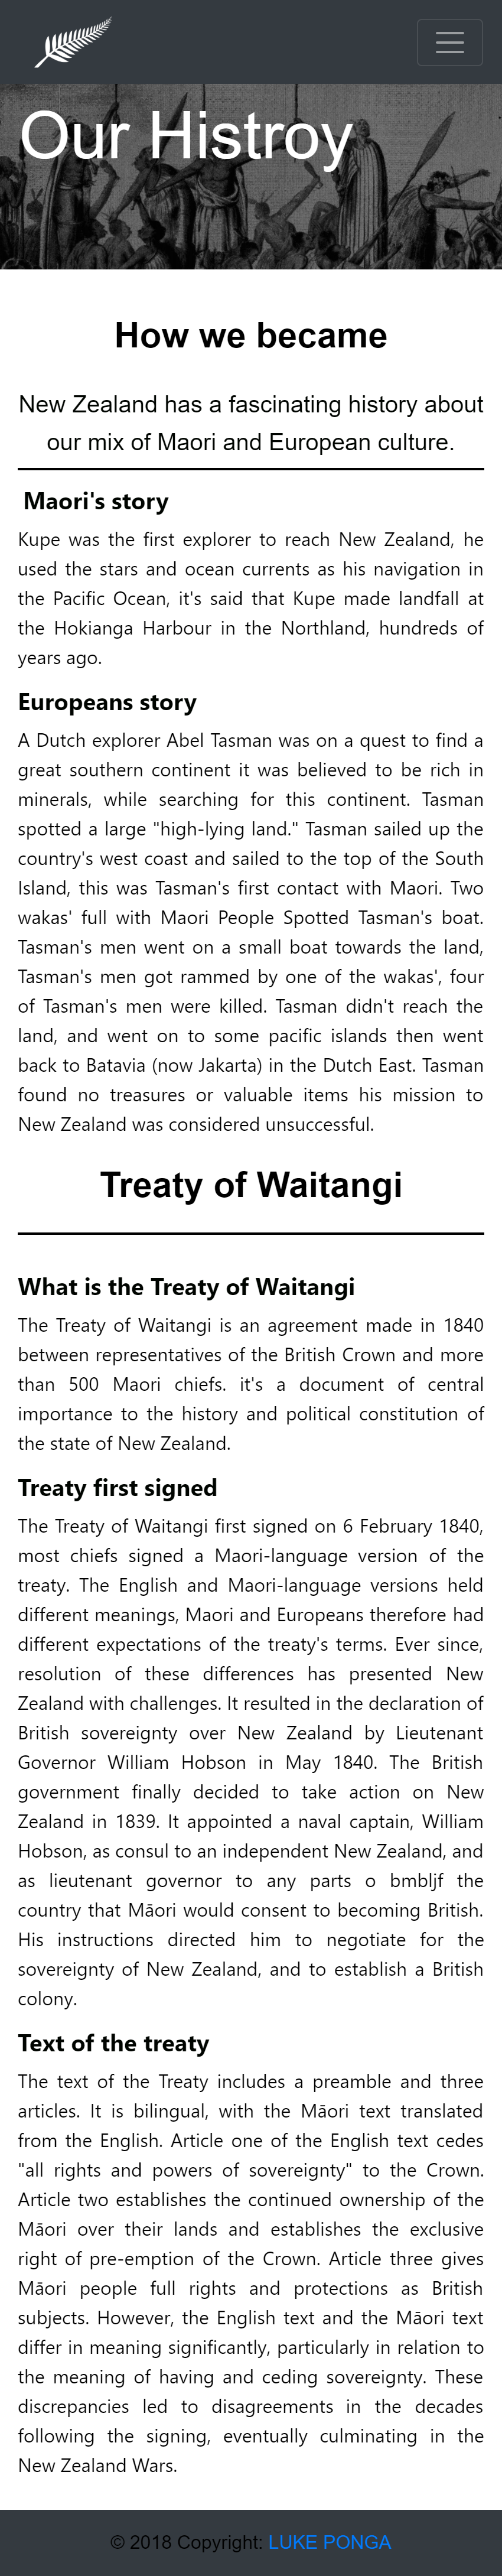 Our Histroy
How we became
New Zealand has a fascinating history about
our mix of Maori and European culture.
Maori's story
Kupe was the first explorer to reach New Zealand, he
used the stars and ocean currents as his navigation in
the Pacific Ocean, it's said that Kupe made landfall at
the Hokianga Harbour in the Northland, hundreds of
years ago.
Europeans story
A Dutch explorer Abel Tasman was on a quest to find a
great southern continent it was believed to be rich in
minerals, while searching for this continent. Tasman
spotted a large "high-lying land." Tasman sailed up the
country's west coast and sailed to the top of the South
Island, this was Tasman's first contact with Maori. Two
wakas' full with Maori People Spotted Tasman's boat.
Tasman's men went on a small boat towards the land,
Tasman's men got rammed by one of the wakas', four
of Tasman's men were killed. Tasman didn't reach the
land, and went on to some pacific islands then went
back to Batavia (now Jakarta) in the Dutch East. Tasman
found no treasures or valuable items his mission to
New Zealand was considered unsuccessful.
Treaty of Waitangi
What is the Treaty of Waitangi
The Treaty of Waitangi is an agreement made in 1840
between representatives of the British Crown and more
than 500 Maori chiefs. it's a document of central
importance to the history and political constitution of
the state of New Zealand.
Treaty first signed
The Treaty of Waitangi first signed on 6 February 1840,
most chiefs signed a Maori-language version of the
treaty. The English and Maori-language versions held
different meanings, Maori and Europeans therefore had
different expectations of the treaty's terms. Ever since,
resolution of these differences has presented New
Zealand with challenges. It resulted in the declaration of
British sovereignty over New Zealand by Lieutenant
Governor William Hobson in May 1840. The British
government finally decided to take action on New
Zealand in 1839. It appointed a naval captain, William
Hobson, as consul to an independent New Zealand, and
as lieutenant governor to any parts o bmbljf the
country that Māori would consent to becoming British.
His instructions directed him to negotiate for the
sovereignty of New Zealand, and to establish a British
colony.
Text of the treaty
The text of the Treaty includes a preamble and three
articles. It is bilingual, with the Māori text translated
from the English. Article one of the English text cedes
"all rights and powers of sovereignty" to the Crown.
Article two establishes the continued ownership of the
Māori over their lands and establishes the exclusive
right of pre-emption of the Crown. Article three gives
Māori people full rights and protections as British
subjects. However, the English text and the Māori text
differ in meaning significantly, particularly in relation to
the meaning of having and ceding sovereignty. These
discrepancies led to disagreements in the decades
following the signing, eventually culminating in the
New Zealand Wars.
© 2018 Copyright: LUKE PONGA